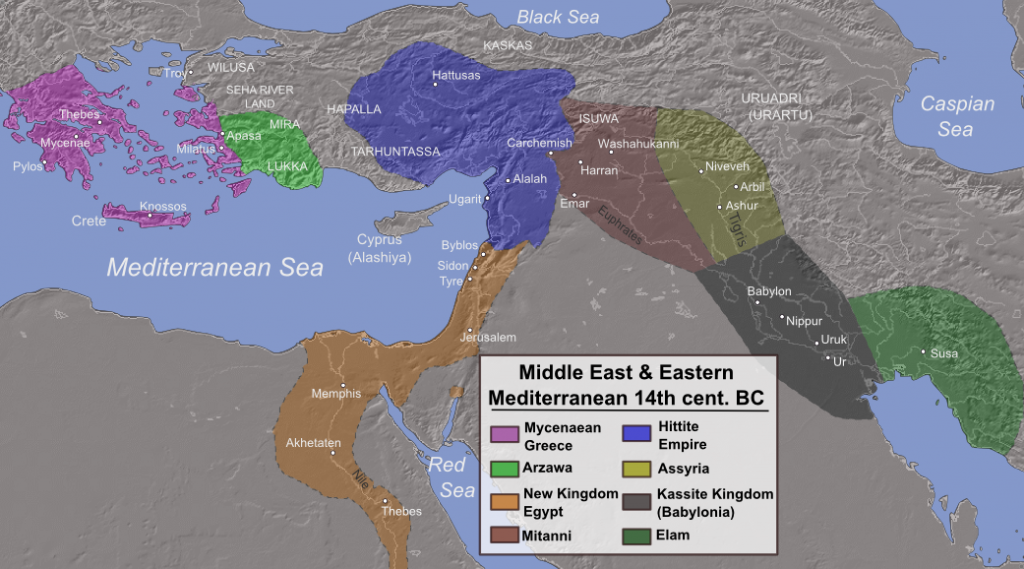 Black Sea
KASKAS
Troy
WILUSA
Hattusas
SEHA RIVER
LAND
HAPALLA
URUADRI
(URARTU)
Caspian
Sea
Thebes
MIRA
ISUWA
Mycenae
Apasa
Milatus
TARHUNTASSA
Carchemish
Washahukanni
Pylos
LUKKA
Harran
Niveveh
Alalah
Arbil
Ugarit
Emar
Ashur
Knossos
Crete
Euphrates
Tigris
Cyprus
(Alashiya)
Byblos
Sidon
Tyre
Mediterranean Sea
Babylon
Nippur
Uruk
Ur
Susa
Jerusalem
Memphis
Akhetaten
Nile
Thebes
Red
Sea
Middle East & Eastern
Mediterranean 14th cent. BC
Mycenaean
Greece
Hittite
Empire
Arzawa
Assyria
New Kingdom
Egypt
Kassite Kingdom
(Babylonia)
Mitanni
Elam